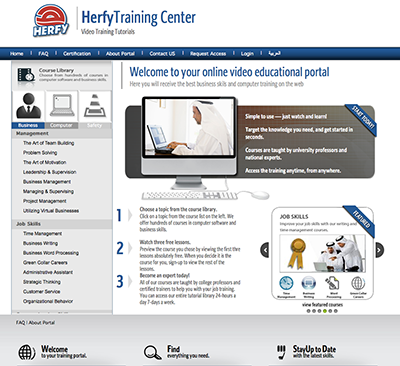 HERFY
HerfyTraining Center
Video Training Tutorials
Home
FAQ
Certification
About Portal
Contact US
Request Access
Login
العربية
Course Library
Choose from hundreds of courses in
computer software and business skills.
Business
Computer
Safety
Management
The Art of Team Building
Problem Solving
The Art of Motivation
Leadership & Supervision
Business Management
Managing & Supervising
Project Management
Utilizing Virtual Businesses
Job Skills
Time Management
Business Writing
Business Word Processing
Green Collar Careers
Administrative Assistant
Strategic Thinking
Customer Service
Organizational Behavior
Welcome to your online video educational portal
Here you will receive the best business skills and computer training on the web
START TODAY!
Simple to use — just watch and learn!
Target the knowledge you need, and get started in
seconds.
Courses are taught by university professors and
national experts.
Access the training anytime, from anywhere.
1 Choose a topic from the course library.
Click on a topic from the course list on the left. We
offer hundreds of courses in computer software and
business skills.
2 Watch three free lessons.
Preview the course you chose by viewing the first three
lessons absolutely free. When you decide it is the
course for you, sign-up to view the rest of the
lessons.
3 Become an expert today!
All of our courses are taught by college professors and
certified trainers to help you with your job training.
You can access our entire tutorial library 24-hours a
day 7-days a week.
FEATURED
JOB SKILLS
Improve your job skills with our writing and
time management courses.
Time
Management
Business
Writing
Word
Processing
Green Collar
Careers
view featured courses
FAQ | About Portal
Welcome
to your training portal.
Find
everything you need.
StayUp to Date
with the latest skills.